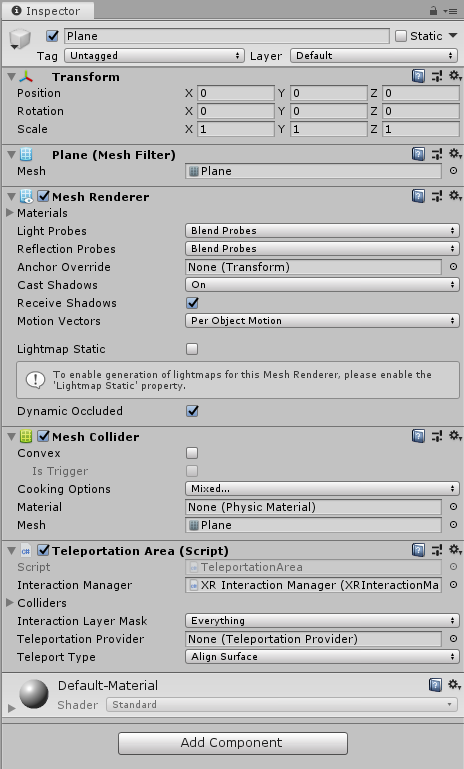 Inspector
Plane
Static
Tag Untagged Layer Default
Transform
Position X 0 Y 0 Z 0
Rotation X 0 Y 0 Z 0
Scale X 1 Y 1 Z 1
Plane (Mesh Filter)
Mesh Plane
Mesh Renderer
Materials
Light Probes Blend Probes
Reflection Probes Blend Probes
Anchor Override None (Transform)
Cast Shadows On
Receive Shadows
Motion Vectors Per Object Motion
Lightmap Static
To enable generation of lightmaps for this Mesh Renderer, please enable the
'Lightmap Static' property.
Dynamic Occluded
Mesh Collider
Convex
Is Trigger
Cooking Options Mixed...
Material None (Physic Material)
Mesh Plane
Teleportation Area (Script)
Script TeleportationArea
Interaction Manager XR Interaction Manager (XRInteractionMa
Colliders
Interaction Layer Mask Everything
Teleportation Provider None (Teleportation Provider)
Teleport Type Align Surface
Default-Material
Shader Standard
Add Component